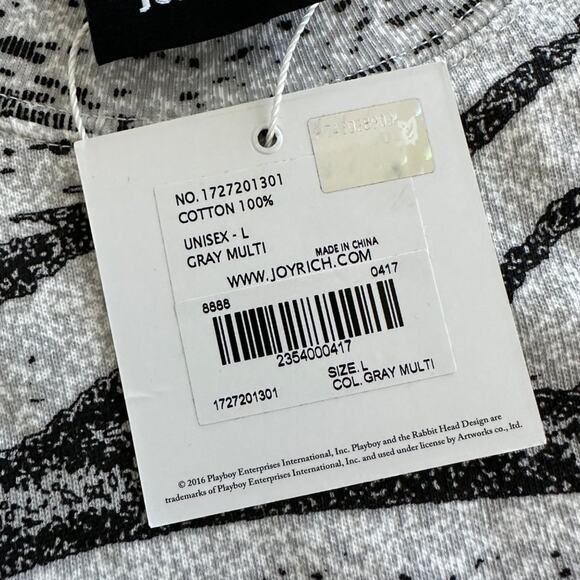 NO. 1727201301
COTTON 100%
UNISEX - L
GRAY MULTI
MADE IN CHINA
WWW.JOYRICH.COM
8888 0417
2354000417
SIZE. L
1727201301 COL. GRAY MULTI
© 2016 Playboy Enterprises International, Inc. Playboy and the Rabbit Head Design are
trademarks of Playboy Enterprises International, Inc. and used under license by Artworks co., ltd.